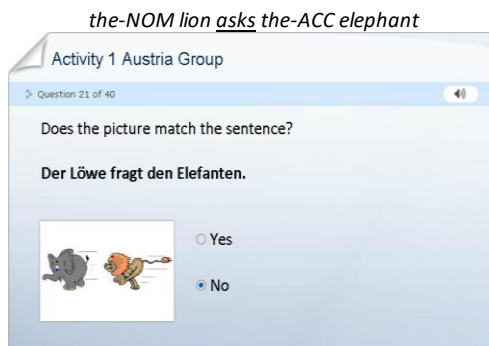 the-NOM lion asks the-ACC elephant
Activity 1 Austria Group
Question 21 of 40
Does the picture match the sentence?
Der Löwe fragt den Elefanten.
Yes
No